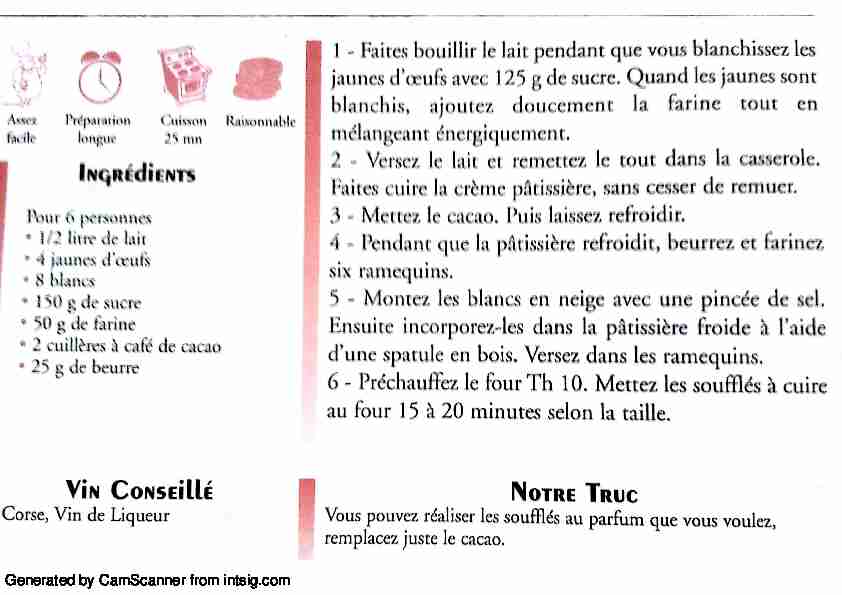 Assez
facile
Préparation
longue
Cuisson
25 mn
Raisonnable
Ingrédients
Pour 6 personnes
• 1/2 litre de lait
• 4 jaunes d'œufs
• 8 blancs
• 150 g de sucre
• 50 g de farine
• 2 cuillères à café de cacao
• 25 g de beurre
1 - Faites bouillir le lait pendant que vous blanchissez les
jaunes d'œufs avec 125 g de sucre. Quand les jaunes sont
blanchis, ajoutez doucement la farine tout en
mélangeant énergiquement.
2 - Versez le lait et remettez le tout dans la casserole.
Faites cuire la crème pâtissière, sans cesser de remuer.
3 - Mettez le cacao. Puis laissez refroidir.
4 - Pendant que la pâtissière refroidit, beurrez et farinez
six ramequins.
5 - Montez les blancs en neige avec une pincée de sel.
Ensuite incorporez-les dans la pâtissière froide à l'aide
d'une spatule en bois. Versez dans les ramequins.
6 - Préchauffez le four Th 10. Mettez les soufflés à cuire
au four 15 à 20 minutes selon la taille.
Vin Conseillé
Corse, Vin de Liqueur
Notre Truc
Vous pouvez réaliser les soufflés au parfum que vous voulez,
remplacez juste le cacao.
Generated by CamScanner from intsig.com